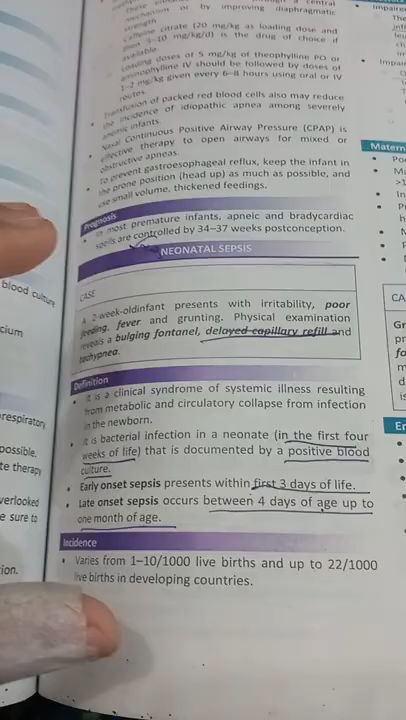 mechanism of by improving diaphragmatic
strength
Caffeine citrate (20 mg/kg as loading dose and
then 5-10 mg/kg/d) is the drug of choice if
available.
Loading doses of 5 mg/kg of theophylline PO or
aminophylline IV should be followed by doses of
1-2 mg/kg given every 6-8 hours using oral or IV
routes.
• Transfusion of packed red blood cells also may reduce
the incidence of idiopathic apnea among severely
anemic infants.
• Nasal Continuous Positive Airway Pressure (CPAP) is
effective therapy to open airways for mixed or
obstructive apneas.
• To prevent gastroesophageal reflux, keep the infant in
the prone position (head up) as much as possible, and
use small volume, thickened feedings.
Prognosis
• In most premature infants, apneic and bradycardiac
spells are controlled by 34-37 weeks postconception.
NEONATAL SEPSIS
CASE
A 2-week-oldinfant presents with irritability, poor
feeding, fever and grunting. Physical examination
reveals a bulging fontanel, delayed capillary refill and
tachypnea.
Definition
• It is a clinical syndrome of systemic illness resulting
from metabolic and circulatory collapse from infection
in the newborn.
• It is bacterial infection in a neonate (in the first four
weeks of life) that is documented by a positive blood
culture.
• Early onset sepsis presents within first 3 days of life.
• Late onset sepsis occurs between 4 days of age up to
one month of age.
Incidence
• Varies from 1–10/1000 live births and up to 22/1000
live births in developing countries.
blood culture
cium
respiratory
possible.
te therapy
verlooked
e sure to
ion.
Impaire
Impai
Matern
CA
Gr
pr
fo